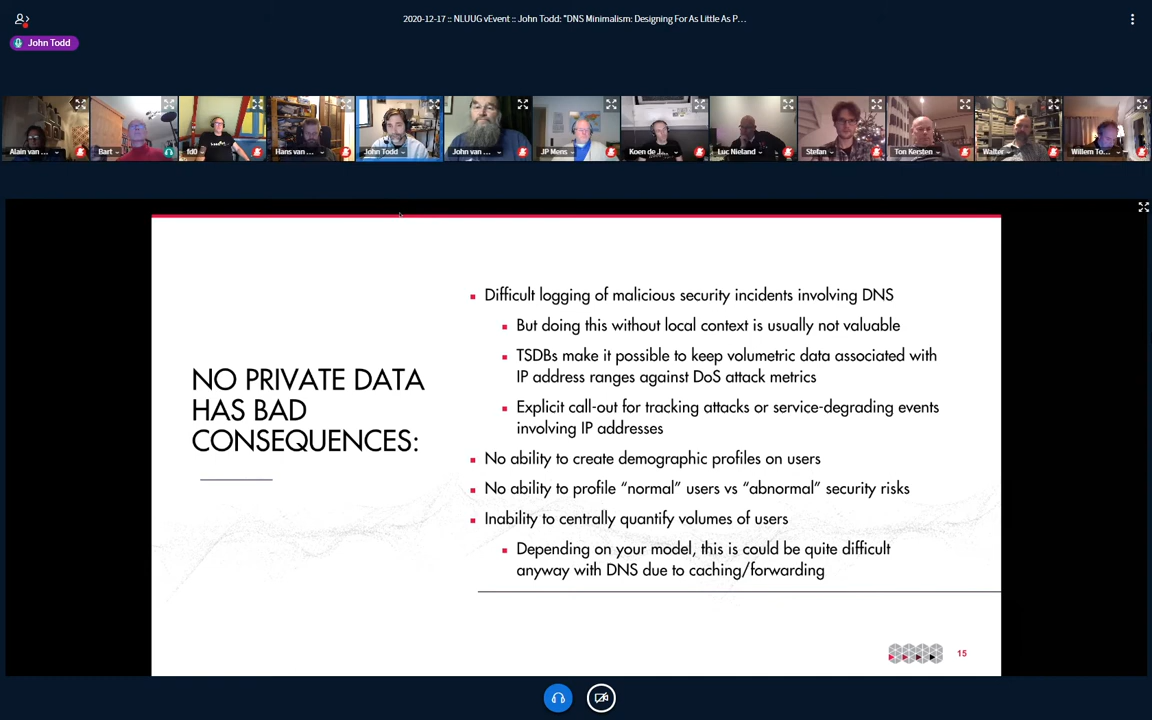 2020-12-17 :: NLUUG vEvent :: John Todd: "DNS Minimalism: Designing For As Little As P...
John Todd
Alain van ...
Bart
fd0
Hans van ...
John Todd
John van ...
JP Mens
Koen de J...
Luc Nieland
Stefan
Ton Kersten
Walter
Willem To...
NO PRIVATE DATA
HAS BAD
CONSEQUENCES:
Difficult logging of malicious security incidents involving DNS
But doing this without local context is usually not valuable
TSDBs make it possible to keep volumetric data associated with
IP address ranges against DoS attack metrics
Explicit call-out for tracking attacks or service-degrading events
involving IP addresses
No ability to create demographic profiles on users
No ability to profile “normal” users vs “abnormal” security risks
Inability to centrally quantify volumes of users
Depending on your model, this is could be quite difficult
anyway with DNS due to caching/forwarding
15